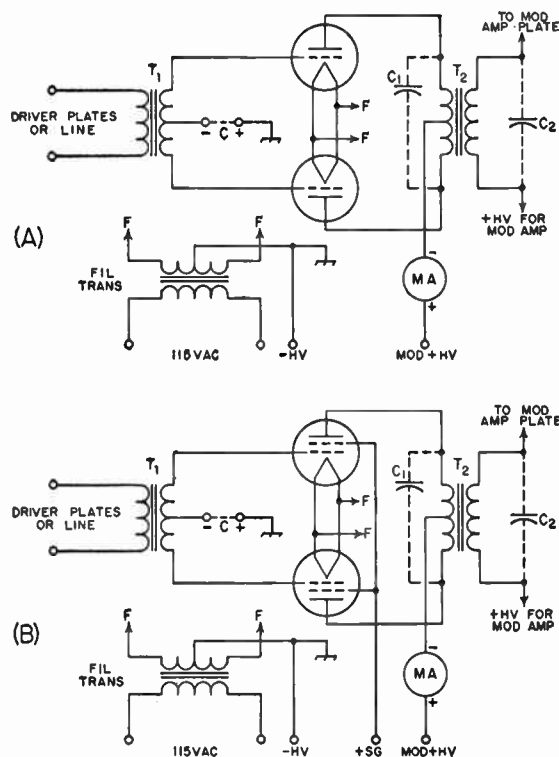 TO MOD
AMP PLATE
T1
C1
T2
DRIVER PLATES
OR LINE
- C +
F
F
C2
(A)
F
F
+HV FOR
MOD AMP
FIL
TRANS
-
MA
+
115VAC
-HV
MOD +HV
TO MOD
AMP PLATE
T1
C1
T2
DRIVER PLATES
OR LINE
- C +
F
F
C2
(B)
F
F
+HV FOR
MOD AMP
FIL
TRANS
-
MA
+
115VAC
-HV
+SG
MOD+HV